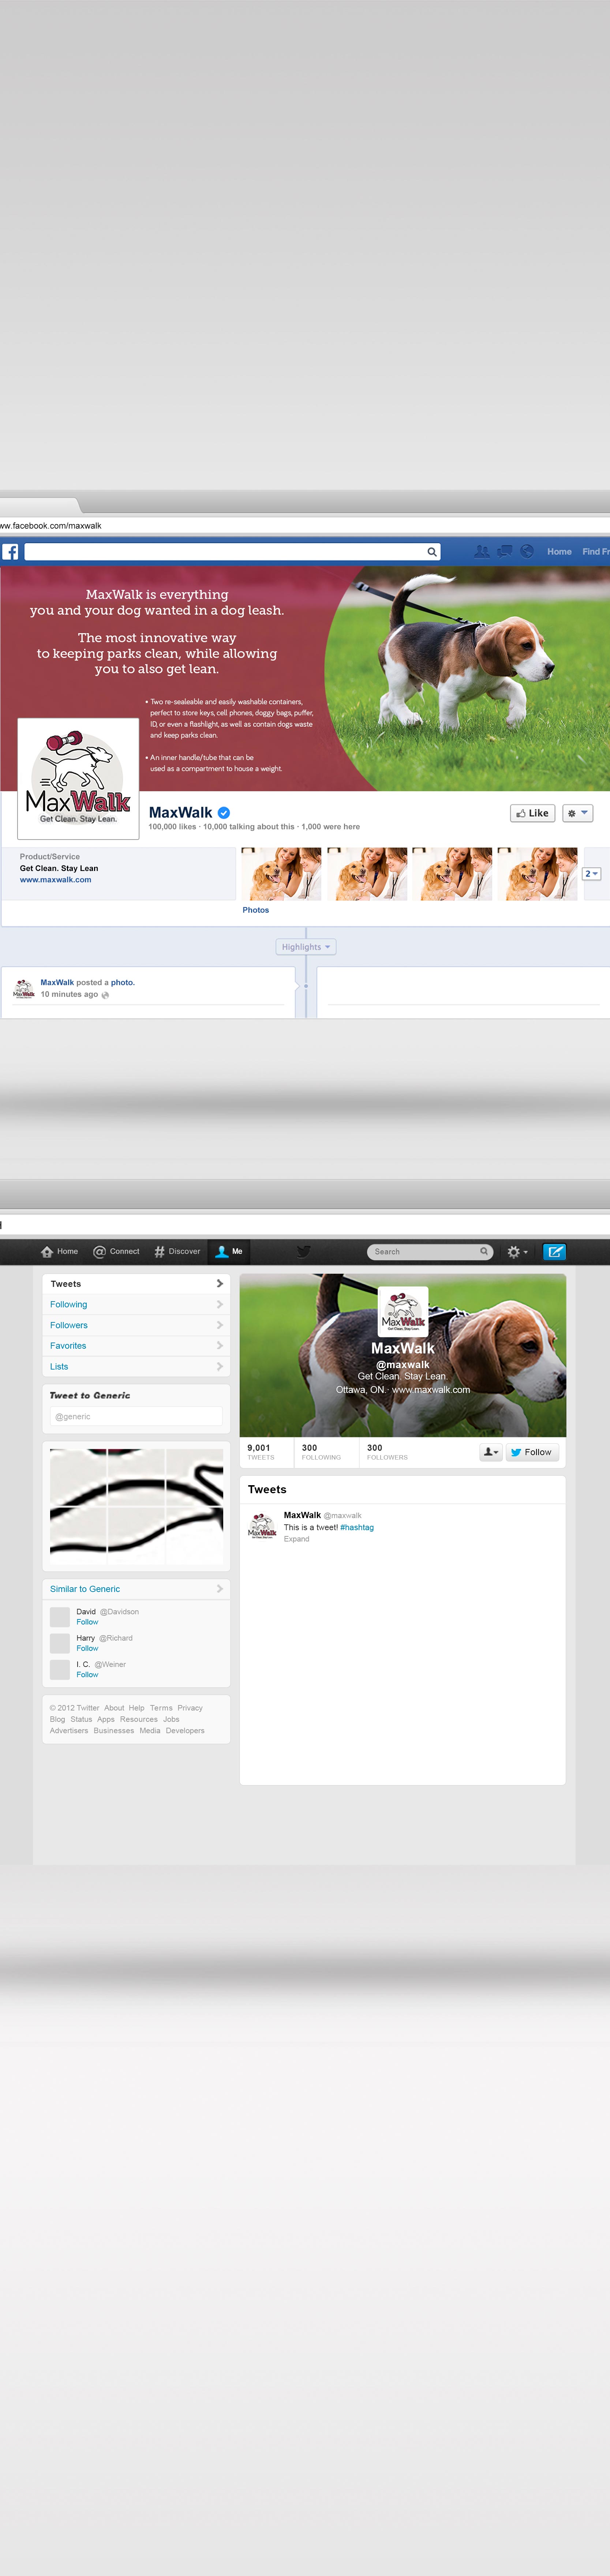 ww.facebook.com/maxwalk
Home Find Fr
MaxWalk is everything
you and your dog wanted in a dog leash.
The most innovative way
to keeping parks clean, while allowing
you to also get lean.
• Two re-sealeable and easily washable containers,
perfect to store keys, cell phones, doggy bags, puffer,
ID, or even a flashlight, as well as contain dogs waste
and keep parks clean.
• An inner handle/tube that can be
used as a compartment to house a weight.
MaxWalk
Get Clean. Stay Lean.
MaxWalk
100,000 likes · 10,000 talking about this · 1,000 were here
Like
Product/Service
Get Clean. Stay Lean
www.maxwalk.com
2
Photos
Highlights
MaxWalk
MaxWalk posted a photo.
10 minutes ago
Home Connect # Discover Me Search
Tweets
Following
Followers
Favorites
Lists
Tweet to Generic
@generic
Similar to Generic
David @Davidson
Follow
Harry @Richard
Follow
I. C. @Weiner
Follow
© 2012 Twitter About Help Terms Privacy
Blog Status Apps Resources Jobs
Advertisers Businesses Media Developers
MaxWalk
Get Clean. Stay Lean.
MaxWalk
@maxwalk
Get Clean. Stay Lean.
Ottawa, ON.· www.maxwalk.com
9,001 300 300
TWEETS FOLLOWING FOLLOWERS
Follow
Tweets
MaxWalk
MaxWalk @maxwalk
This is a tweet! #hashtag
Expand